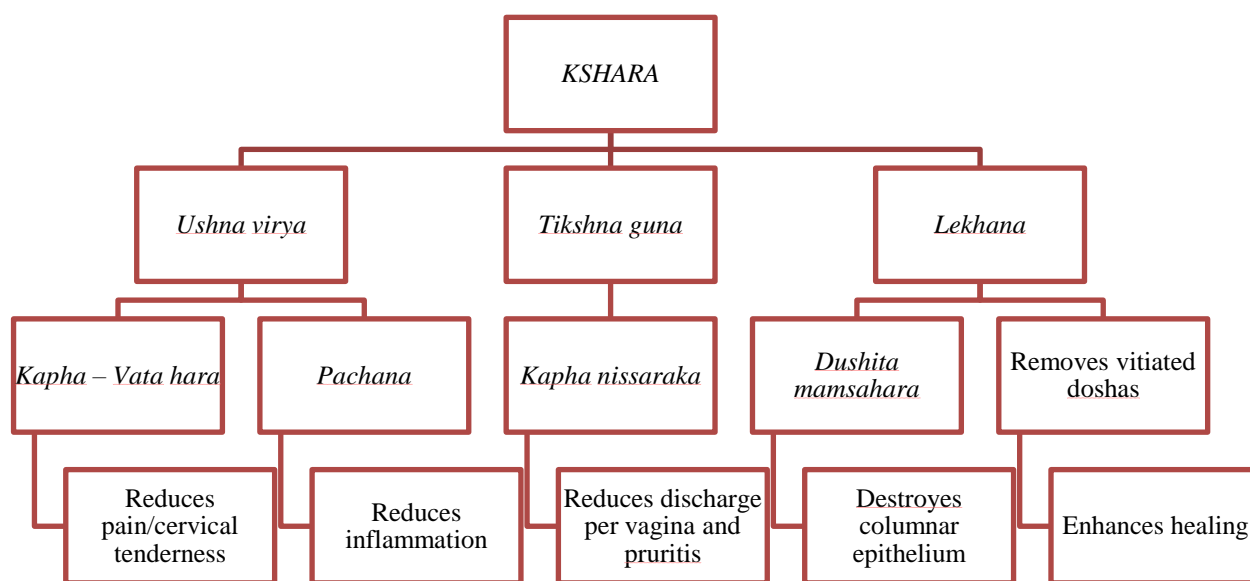 KSHARA
Ushna virya
Tikshna guna
Lekhana
Kapha – Vata hara
Pachana
Kapha nissaraka
Dushita
mamsahara
Removes vitiated
doshas
Reduces
pain/cervical
tenderness
Reduces
inflammation
Reduces discharge
per vagina and
pruritis
Destroyes
columnar
epithelium
Enhances healing